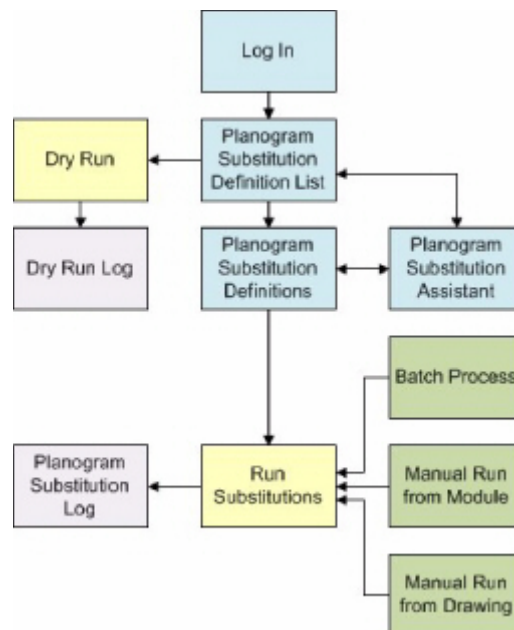 Log In
Dry Run
Planogram
Substitution
Definition List
Dry Run Log
Planogram
Substitution
Definitions
Planogram
Substitution
Assistant
Batch Process
Planogram
Substitution
Log
Run
Substitutions
Manual Run
from Module
Manual Run
from Drawing